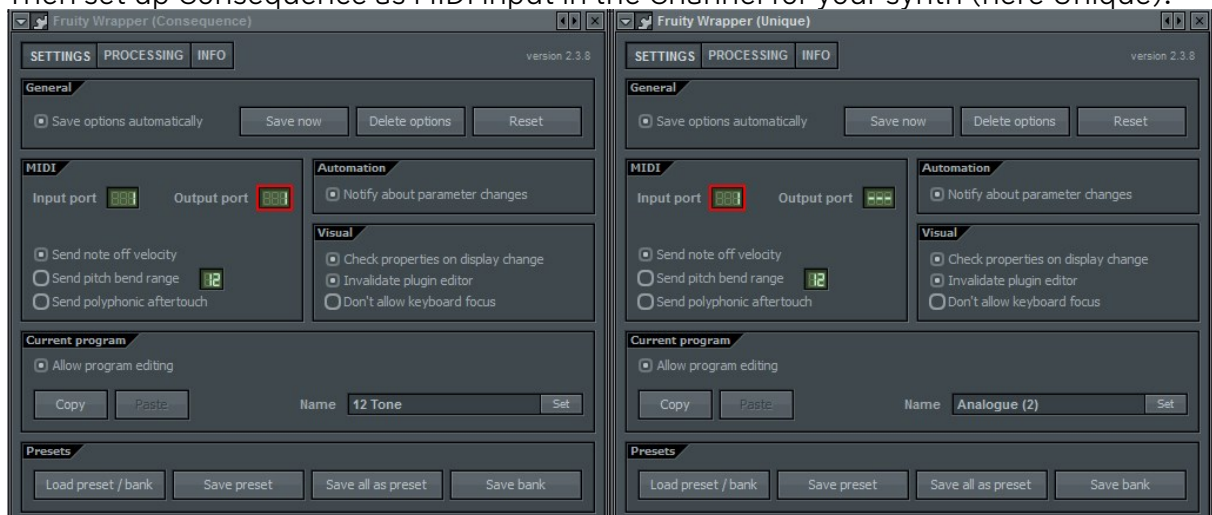 Then set up Consequence as MIDI input in the Channel for your synth (here Unique).
Fruity Wrapper (Consequence)
SETTINGS PROCESSING INFO version 2.3.8
General
Save options automatically Save now Delete options Reset
MIDI
Input port 1 Output port 1
Send note off velocity
Send pitch bend range 12
Send polyphonic aftertouch
Automation
Notify about parameter changes
Visual
Check properties on display change
Invalidate plugin editor
Don't allow keyboard focus
Current program
Allow program editing
Copy Paste Name 12 Tone Set
Presets
Load preset / bank Save preset Save all as preset Save bank
Fruity Wrapper (Unique)
SETTINGS PROCESSING INFO version 2.3.8
General
Save options automatically Save now Delete options Reset
MIDI
Input port 1 Output port ---
Send note off velocity
Send pitch bend range 12
Send polyphonic aftertouch
Automation
Notify about parameter changes
Visual
Check properties on display change
Invalidate plugin editor
Don't allow keyboard focus
Current program
Allow program editing
Copy Paste Name Analogue (2) Set
Presets
Load preset / bank Save preset Save all as preset Save bank